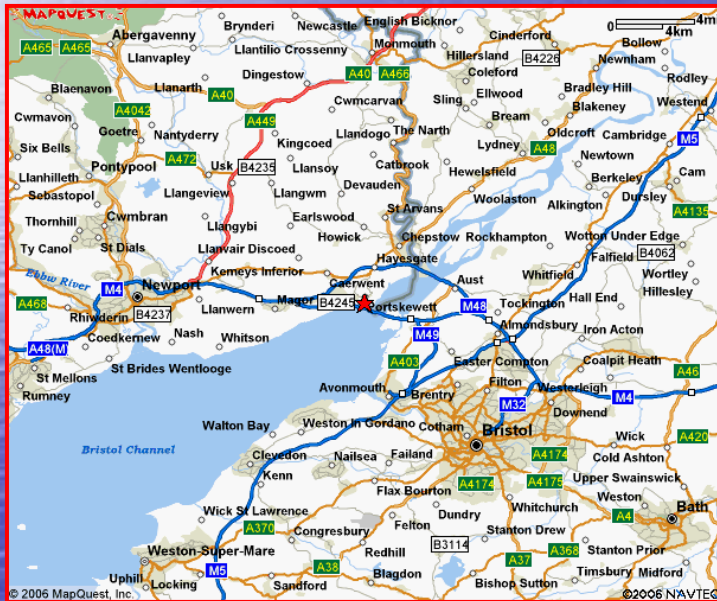 MAPQUEST
Brynderi
Newcastle
English Bicknor
Cinderford
4mi
0
4km
Abergavenny
A465
A465
Llantilio Crossenny
Monmouth
Hillersland
B4226
Bollow
Newnham
Llanvapley
Dingestow
A40
A466
Coleford
Rodley
Blaenavon
Llanarth
A40
Sling
Ellwood
Bradley Hill
Westend
Cwmavon
A4042
A449
Cwmcarvan
Bream
Blakeney
Goetre
Nantyderry
Llandogo
The Narth
Oldcroft
Cambridge
M5
Six Bells
Kingcoed
Lydney
A48
Newtown
Pontypool
A472
Usk
B4235
Llansoy
Catbrook
Hewelsfield
Berkeley
Cam
Llanhilleth
Llangeview
Llangwm
Devauden
Woolaston
Alkington
Dursley
Sebastopol
St Arvans
A4135
Thornhill
Cwmbran
Llangybi
Earlswood
Ty Canol
St Dials
Howick
Chepstow
Rockhampton
Wotton Under Edge
Llanvair Discoed
Hayesgate
Falfield
B4062
Ebbw River
Kemeys Inferior
Caerwent
Aust
Whitfield
Wortley
M4
Newport
Hillesley
A468
Magor
B4245
Portskewett
M48
Tockington
Hall End
Rhiwderin
B4237
Llanwern
Coedkernew
Nash
Whitson
M49
Almondsbury
Iron Acton
A48(M)
St Brides Wentlooge
A403
Easter Compton
Coalpit Heath
St Mellons
A46
Rumney
Avonmouth
Brentry
Filton
Westerleigh
M4
M32
Downend
Walton Bay
Weston In Gordano
Cotham
Bristol
Wick
A420
Bristol Channel
Clevedon
Nailsea
Failand
A4174
Cold Ashton
Kenn
A4174
A4175
Upper Swainswick
Flax Bourton
Weston
Wick St Lawrence
Dundry
Whitchurch
A4
Bath
A370
Congresbury
Felton
Stanton Drew
Weston-Super-Mare
Redhill
B3114
A37
A368
Stanton Prior
Uphill
M5
A38
Timsbury
Midford
Locking
Sandford
Blagdon
Bishop Sutton
© 2006 MapQuest, Inc.
©2006 NAVTEQ